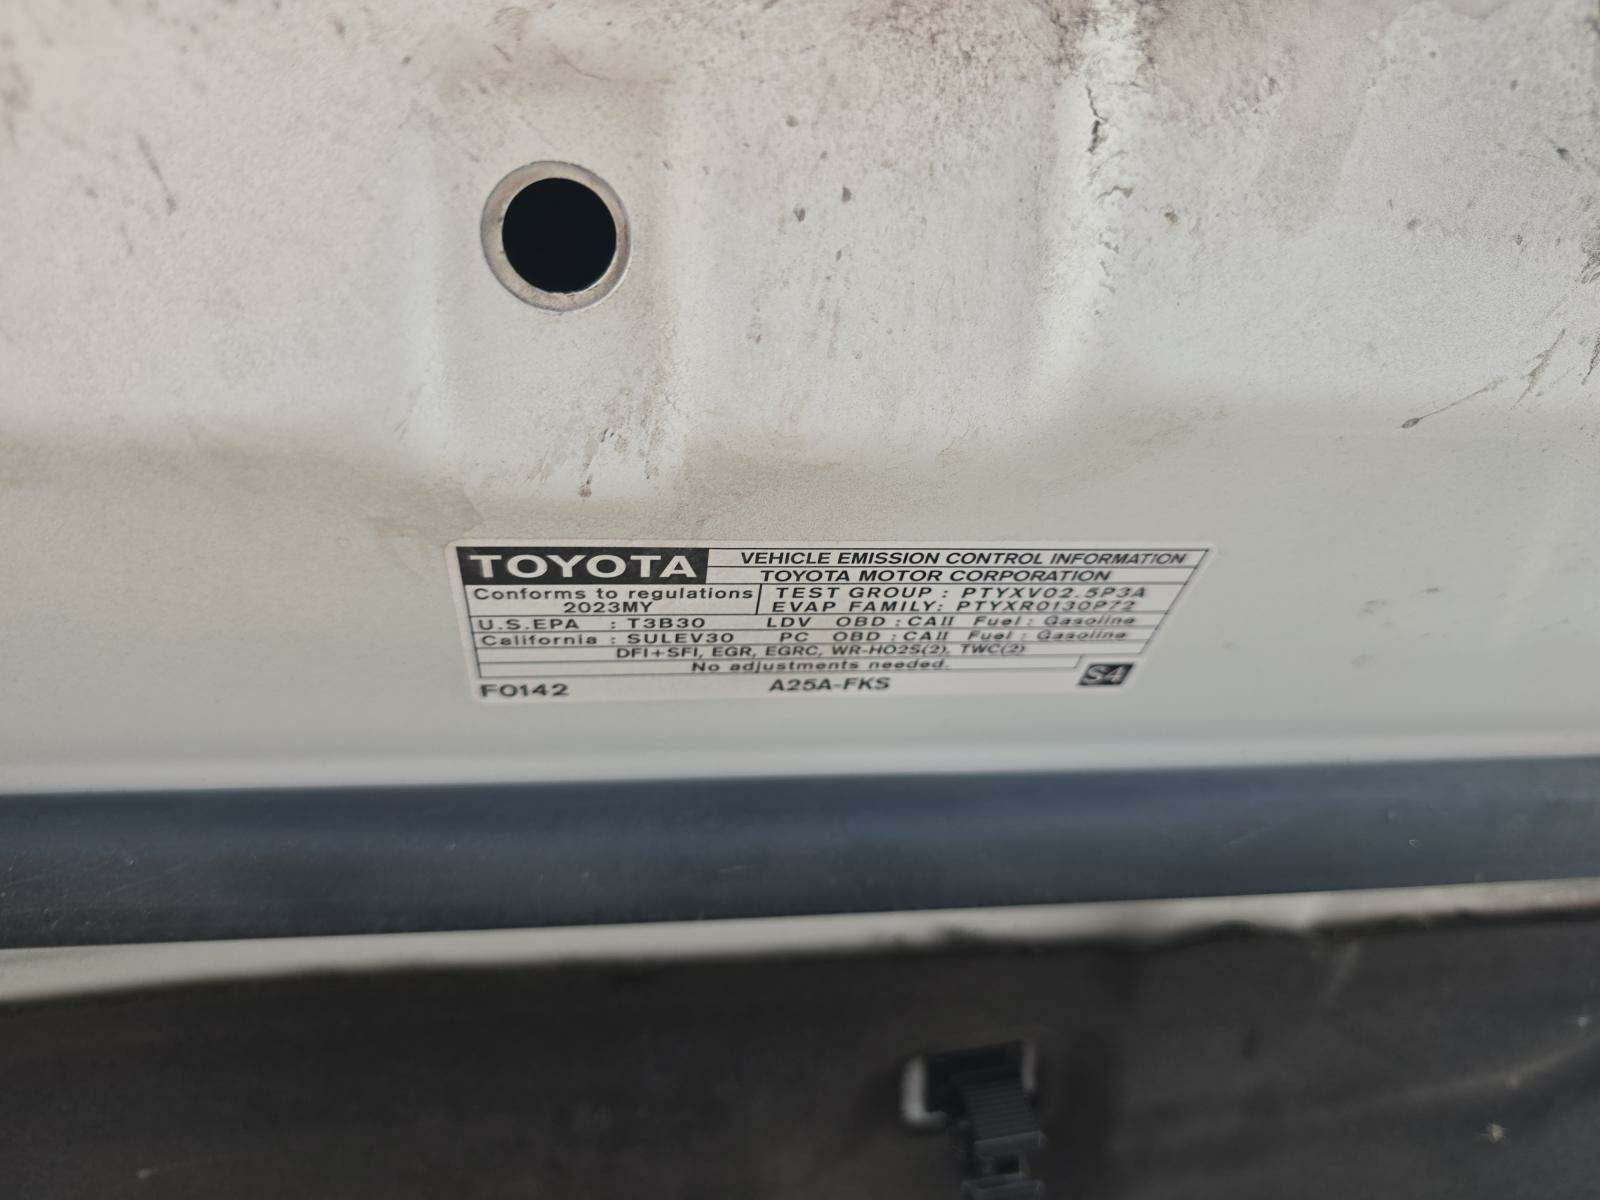 TOYOTA VEHICLE EMISSION CONTROL INFORMATION
TOYOTA MOTOR CORPORATION
Conforms to regulations
2023MY
TEST GROUP : PTYXV02.5P3A
EVAP FAMILY: PTYXR0130P72
U.S.EPA : T3B30 LDV OBD : CAII Fuel : Gasoline
California : SULEV30 PC OBD : CAII Fuel : Gasoline
DFI+SFI, EGR, EGRC, WR-HO2S(2), TWC(2)
No adjustments needed.
F0142 A25A-FKS S4